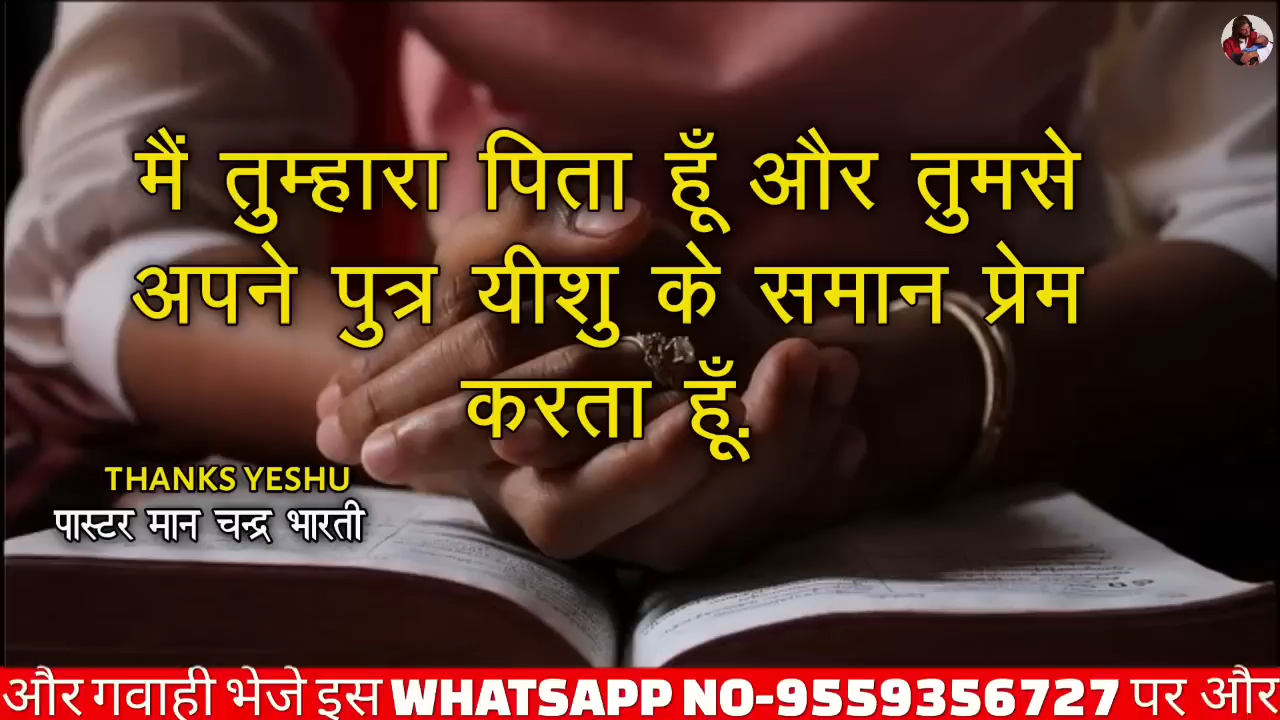 मैं तुम्हारा पिता हूँ और तुमसे
अपने पुत्र यीशु के समान प्रेम
करता हूँ.
THANKS YESHU
पास्टर मान चन्द्र भारती
और गवाही भेजे इस WHATSAPP NO-9559356727 पर और